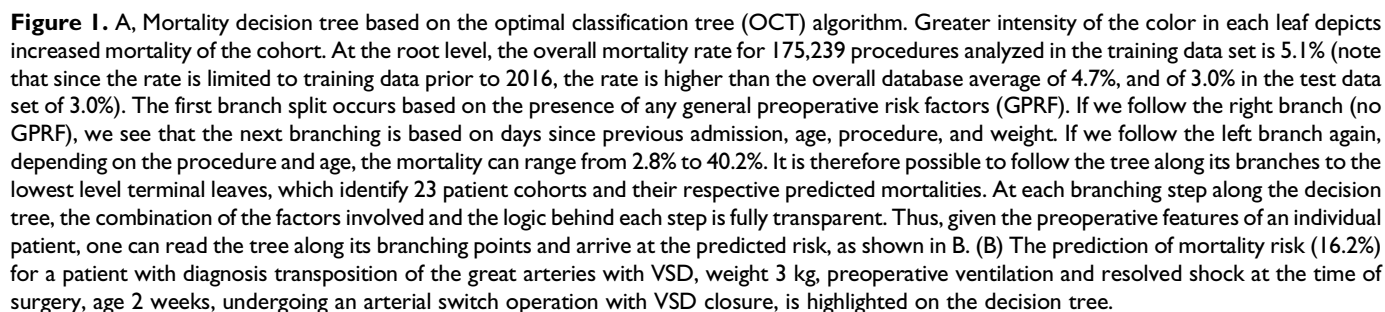 Figure 1. A, Mortality decision tree based on the optimal classification tree (OCT) algorithm. Greater intensity of the color in each leaf depicts
increased mortality of the cohort. At the root level, the overall mortality rate for 175,239 procedures analyzed in the training data set is 5.1% (note
that since the rate is limited to training data prior to 2016, the rate is higher than the overall database average of 4.7%, and of 3.0% in the test data
set of 3.0%). The first branch split occurs based on the presence of any general preoperative risk factors (GPRF). If we follow the right branch (no
GPRF), we see that the next branching is based on days since previous admission, age, procedure, and weight. If we follow the left branch again,
depending on the procedure and age, the mortality can range from 2.8% to 40.2%. It is therefore possible to follow the tree along its branches to the
lowest level terminal leaves, which identify 23 patient cohorts and their respective predicted mortalities. At each branching step along the decision
tree, the combination of the factors involved and the logic behind each step is fully transparent. Thus, given the preoperative features of an individual
patient, one can read the tree along its branching points and arrive at the predicted risk, as shown in B. (B) The prediction of mortality risk (16.2%)
for a patient with diagnosis transposition of the great arteries with VSD, weight 3 kg, preoperative ventilation and resolved shock at the time of
surgery, age 2 weeks, undergoing an arterial switch operation with VSD closure, is highlighted on the decision tree.